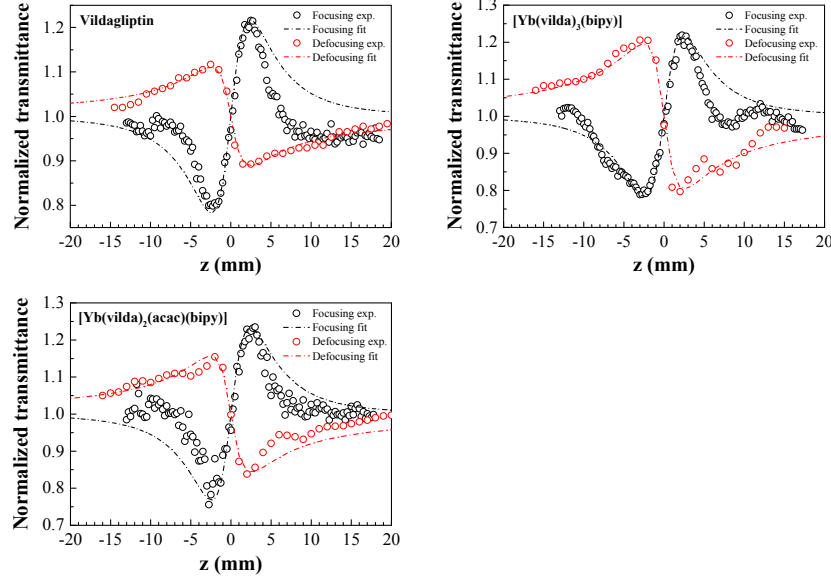 Vildagliptin
Focusing exp.
Focusing fit
Defocusing exp.
Defocusing fit
Normalized transmittance
1.2
1.1
1.0
0.9
0.8
-20 -15 -10 -5 0 5 10 15 20
z (mm)
[Yb(vilda)3(bipy)]
Focusing exp.
Focusing fit
Defocusing exp.
Defocusing fit
Normalized transmittance
1.3
1.2
1.1
1.0
0.9
0.8
0.7
-20 -15 -10 -5 0 5 10 15 20
z (mm)
[Yb(vilda)2(acac)(bipy)]
Focusing exp.
Focusing fit
Defocusing exp.
Defocusing fit
Normalized transmittance
1.3
1.2
1.1
1.0
0.9
0.8
0.7
-20 -15 -10 -5 0 5 10 15 20
z (mm)